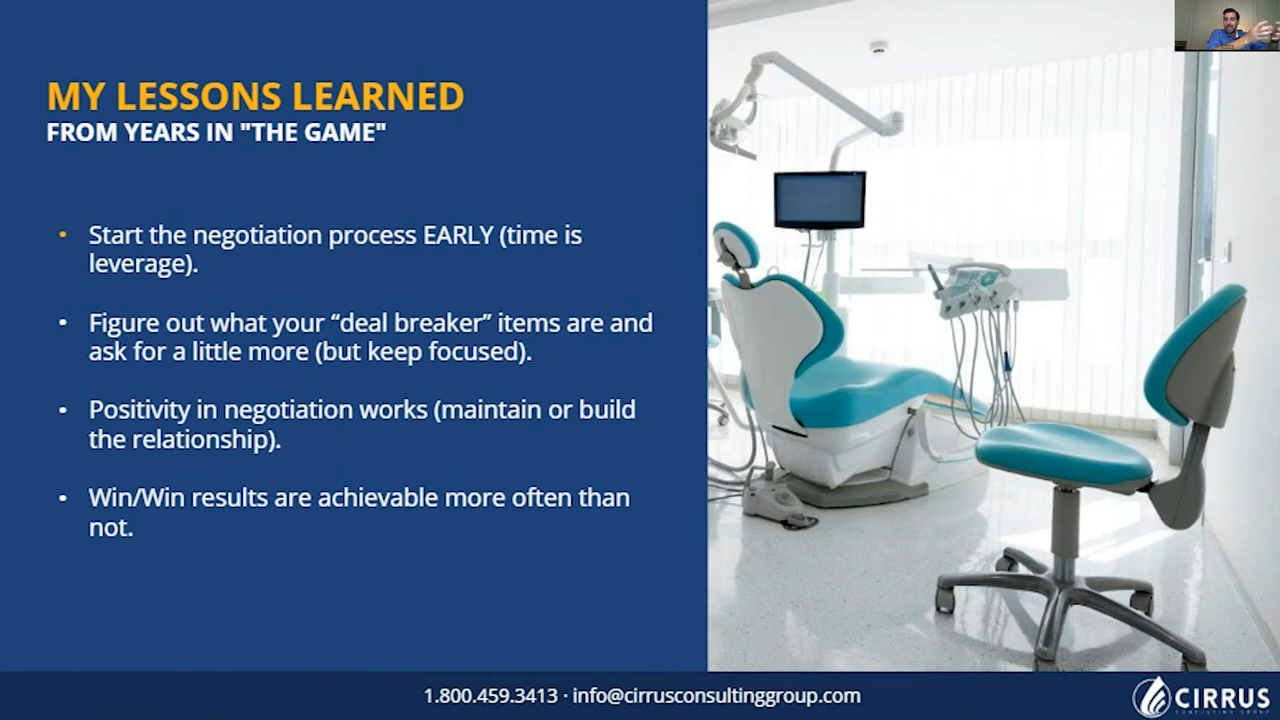 MY LESSONS LEARNED
FROM YEARS IN "THE GAME"
• Start the negotiation process EARLY (time is
leverage).
• Figure out what your “deal breaker” items are and
ask for a little more (but keep focused).
• Positivity in negotiation works (maintain or build
the relationship).
• Win/Win results are achievable more often than
not.
1.800.459.3413 · info@cirrusconsultinggroup.com
CIRRUS
CONSULTING GROUP